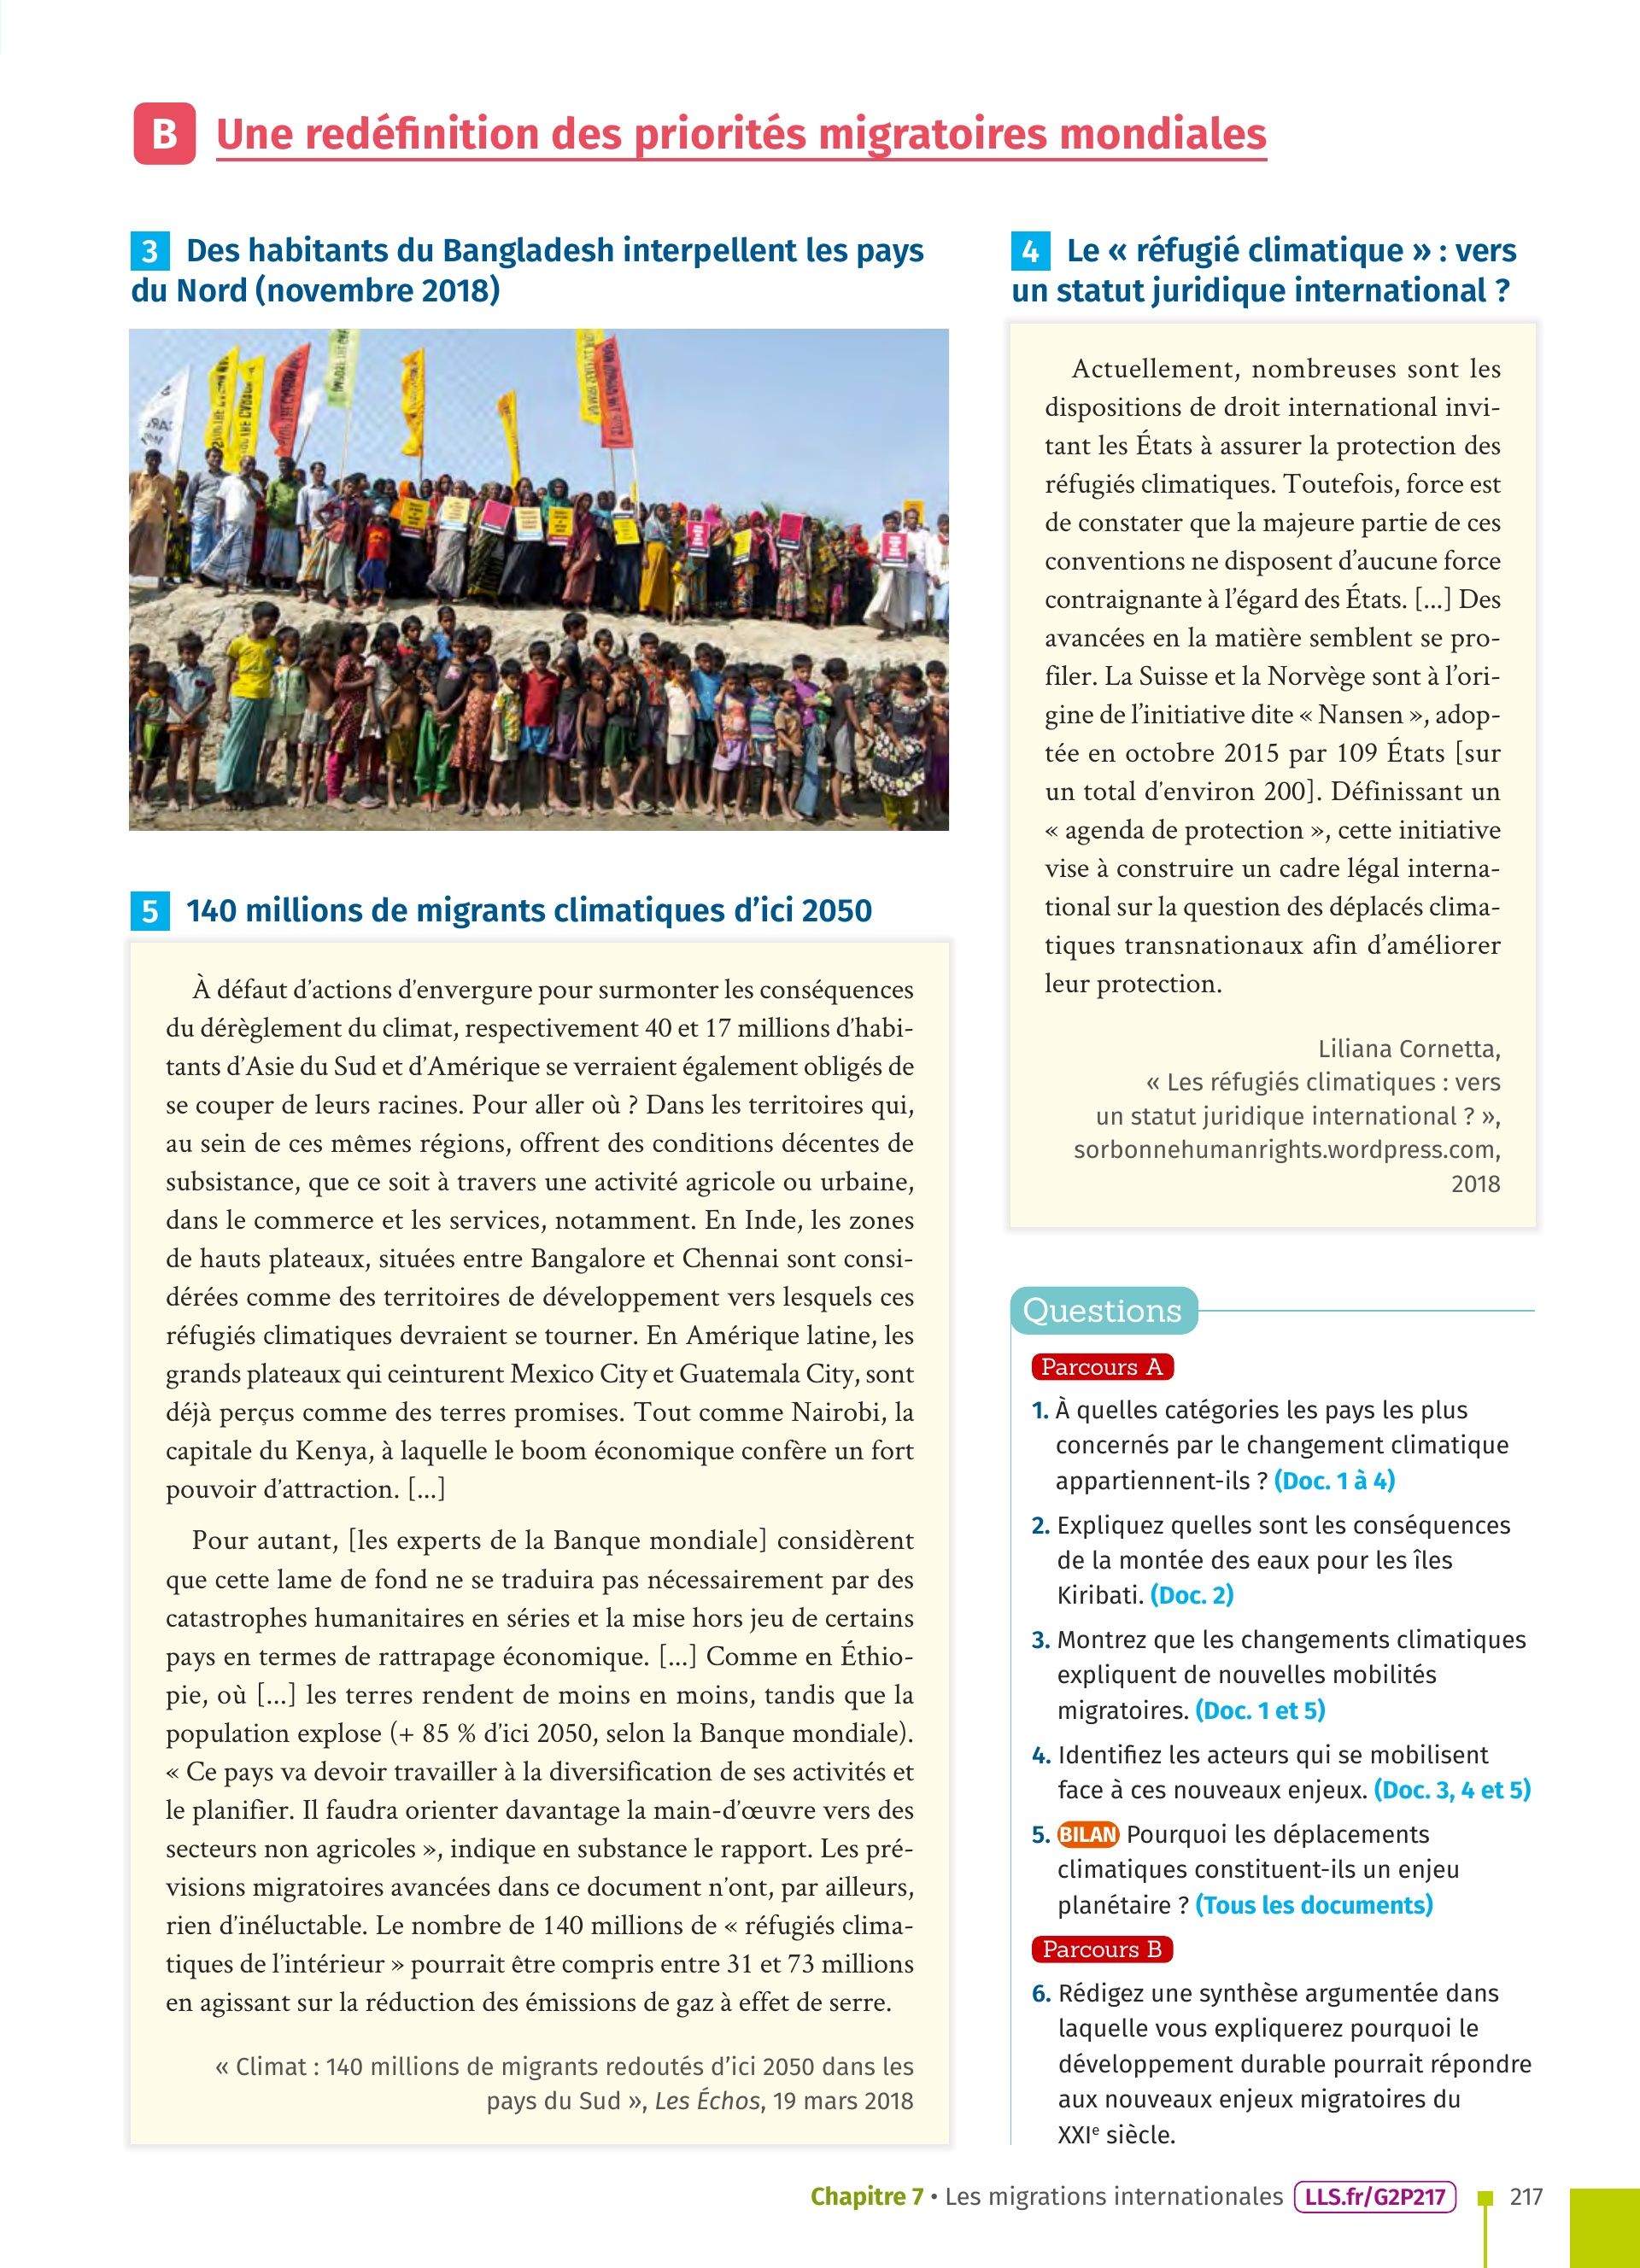 B Une redéfinition des priorités migratoires mondiales
3 Des habitants du Bangladesh interpellent les pays
du Nord (novembre 2018)
5 140 millions de migrants climatiques d’ici 2050
À défaut d’actions d’envergure pour surmonter les conséquences
du dérèglement du climat, respectivement 40 et 17 millions d’habi-
tants d’Asie du Sud et d’Amérique se verraient également obligés de
se couper de leurs racines. Pour aller où ? Dans les territoires qui,
au sein de ces mêmes régions, offrent des conditions décentes de
subsistance, que ce soit à travers une activité agricole ou urbaine,
dans le commerce et les services, notamment. En Inde, les zones
de hauts plateaux, situées entre Bangalore et Chennai sont consi-
dérées comme des territoires de développement vers lesquels ces
réfugiés climatiques devraient se tourner. En Amérique latine, les
grands plateaux qui ceinturent Mexico City et Guatemala City, sont
déjà perçus comme des terres promises. Tout comme Nairobi, la
capitale du Kenya, à laquelle le boom économique confère un fort
pouvoir d’attraction. [...]
Pour autant, [les experts de la Banque mondiale] considèrent
que cette lame de fond ne se traduira pas nécessairement par des
catastrophes humanitaires en séries et la mise hors jeu de certains
pays en termes de rattrapage économique. [...] Comme en Éthio-
pie, où [...] les terres rendent de moins en moins, tandis que la
population explose (+ 85 % d’ici 2050, selon la Banque mondiale).
« Ce pays va devoir travailler à la diversification de ses activités et
le planifier. Il faudra orienter davantage la main-d’œuvre vers des
secteurs non agricoles », indique en substance le rapport. Les pré-
visions migratoires avancées dans ce document n’ont, par ailleurs,
rien d’inéluctable. Le nombre de 140 millions de « réfugiés clima-
tiques de l’intérieur » pourrait être compris entre 31 et 73 millions
en agissant sur la réduction des émissions de gaz à effet de serre.
« Climat : 140 millions de migrants redoutés d’ici 2050 dans les
pays du Sud », Les Échos, 19 mars 2018
4 Le « réfugié climatique » : vers
un statut juridique international ?
Actuellement, nombreuses sont les
dispositions de droit international invi-
tant les États à assurer la protection des
réfugiés climatiques. Toutefois, force est
de constater que la majeure partie de ces
conventions ne disposent d’aucune force
contraignante à l’égard des États. [...] Des
avancées en la matière semblent se pro-
filer. La Suisse et la Norvège sont à l’ori-
gine de l’initiative dite « Nansen », adop-
tée en octobre 2015 par 109 États [sur
un total d’environ 200]. Définissant un
« agenda de protection », cette initiative
vise à construire un cadre légal interna-
tional sur la question des déplacés clima-
tiques transnationaux afin d’améliorer
leur protection.
Liliana Cornetta,
« Les réfugiés climatiques : vers
un statut juridique international ? »,
sorbonnehumanrights.wordpress.com,
2018
Questions
Parcours A
1. À quelles catégories les pays les plus
concernés par le changement climatique
appartiennent-ils ? (Doc. 1 à 4)
2. Expliquez quelles sont les conséquences
de la montée des eaux pour les îles
Kiribati. (Doc. 2)
3. Montrez que les changements climatiques
expliquent de nouvelles mobilités
migratoires. (Doc. 1 et 5)
4. Identifiez les acteurs qui se mobilisent
face à ces nouveaux enjeux. (Doc. 3, 4 et 5)
5. BILAN Pourquoi les déplacements
climatiques constituent-ils un enjeu
planétaire ? (Tous les documents)
Parcours B
6. Rédigez une synthèse argumentée dans
laquelle vous expliquerez pourquoi le
développement durable pourrait répondre
aux nouveaux enjeux migratoires du
XXIe siècle.
Chapitre 7 • Les migrations internationales LLS.fr/G2P217 217